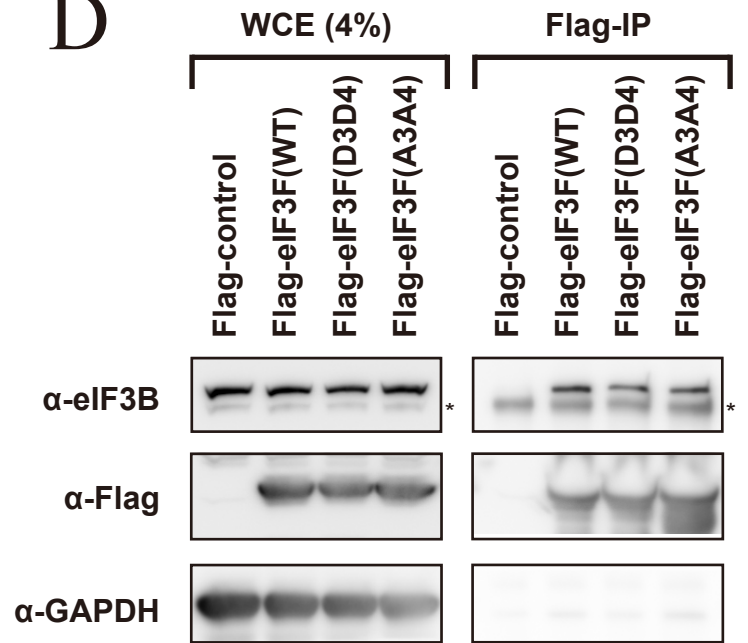 D
WCE (4%)
Flag-IP
Flag-control
Flag-eIF3F(WT)
Flag-eIF3F(D3D4)
Flag-eIF3F(A3A4)
Flag-control
Flag-eIF3F(WT)
Flag-eIF3F(D3D4)
Flag-eIF3F(A3A4)
α-eIF3B
*
*
α-Flag
α-GAPDH